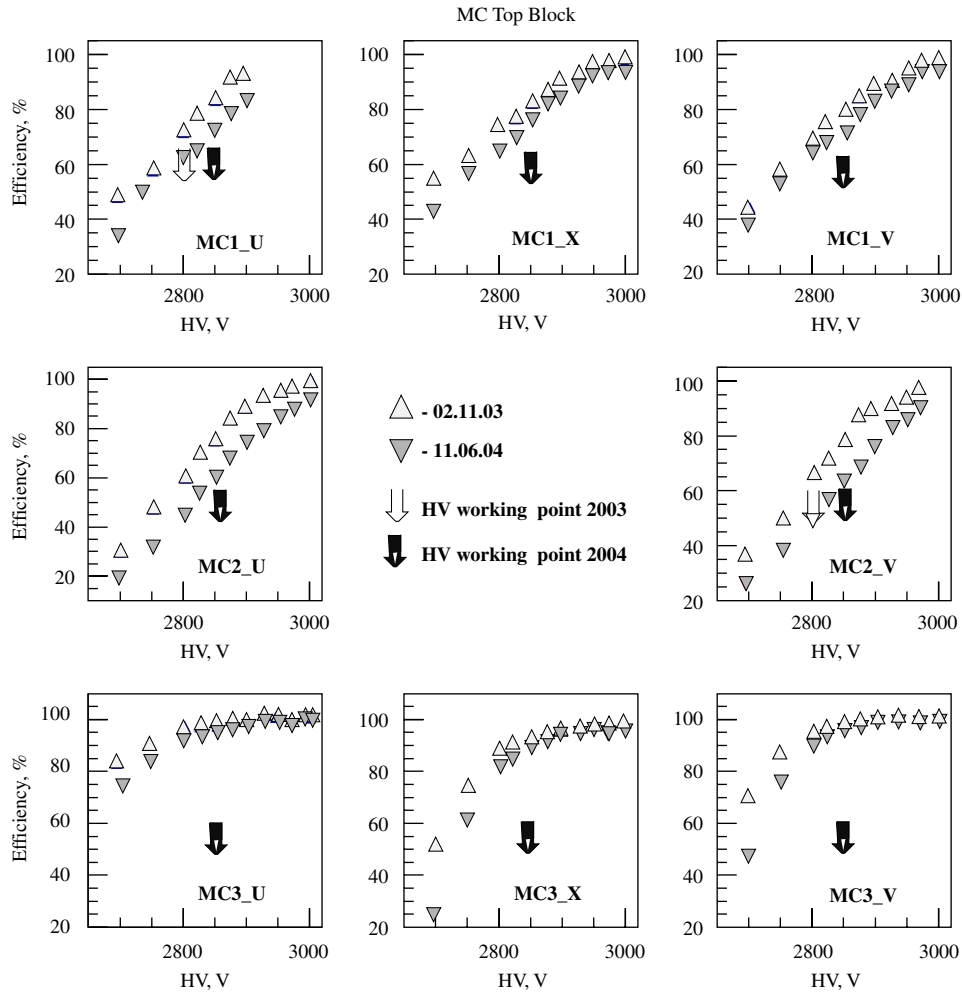 MC Top Block
Efficiency, %
100
80
60
40
20
MC1_U
2800
3000
HV, V
100
80
60
40
20
MC1_X
2800
3000
HV, V
100
80
60
40
20
MC1_V
2800
3000
HV, V
Efficiency, %
100
80
60
40
20
MC2_U
2800
3000
HV, V
- 02.11.03
- 11.06.04
HV working point 2003
HV working point 2004
100
80
60
40
20
MC2_V
2800
3000
HV, V
Efficiency, %
100
80
60
40
20
MC3_U
2800
3000
HV, V
100
80
60
40
20
MC3_X
2800
3000
HV, V
100
80
60
40
20
MC3_V
2800
3000
HV, V